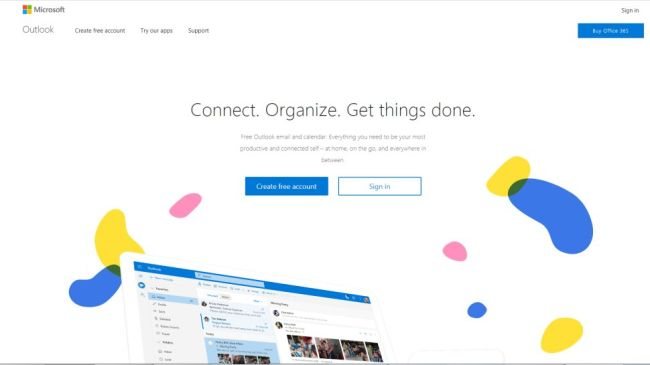 Microsoft
Sign in
Outlook
Create free account
Try our apps
Support
Buy Office 365
Connect. Organize. Get things done.
Free Outlook email and calendar. Everything you need to be your most
productive and connected self – at home, on the go, and everywhere in
between.
Create free account
Sign in
Outlook
Favorites